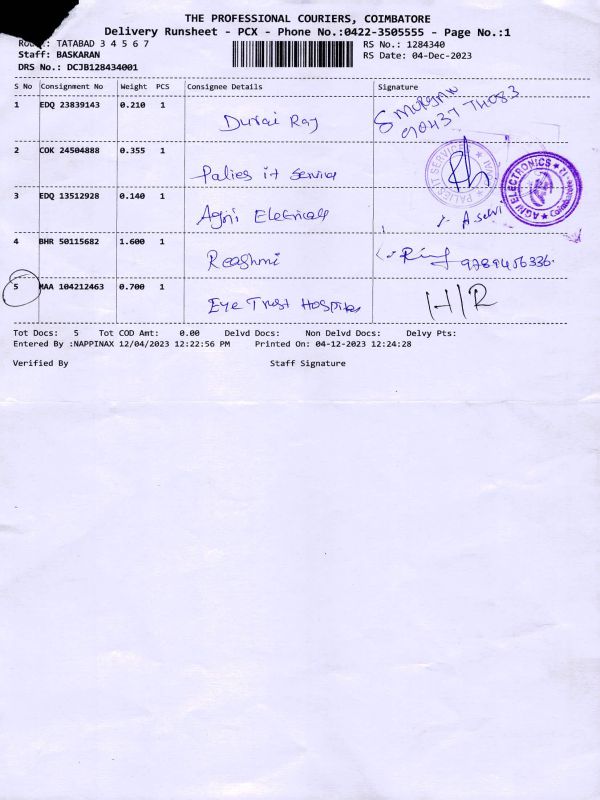 THE PROFESSIONAL COURIERS, COIMBATORE
Delivery Runsheet - PCX - Phone No.:0422-3505555 - Page No.:1
TATABAD 3 4 5 6 7 RS No.: 1284340
Staff: BASKARAN RS Date: 04-Dec-2023
DRS No.: DCJB128434001
S No Consignment No Weight PCS Consignee Details Signature
1 EDQ 23839143 0.210 1 Durai Raj
2 COK 24504888 0.355 1 Palies it Service
3 EDQ 13512928 0.140 1 Agni Electricals A. Selvi
AGNI ELECTRONICS
4 BHR 50115682 1.600 1 Reashmi 9789456336.
5 MAA 104212463 0.700 1 Eye Trust Hospital H/R
Tot Docs: 5 Tot COD Amt: 0.00 Delvd Docs: Non Delvd Docs: Delvy Pts:
Entered By :NAPPINAX 12/04/2023 12:22:56 PM Printed On: 04-12-2023 12:24:28
Verified By Staff Signature